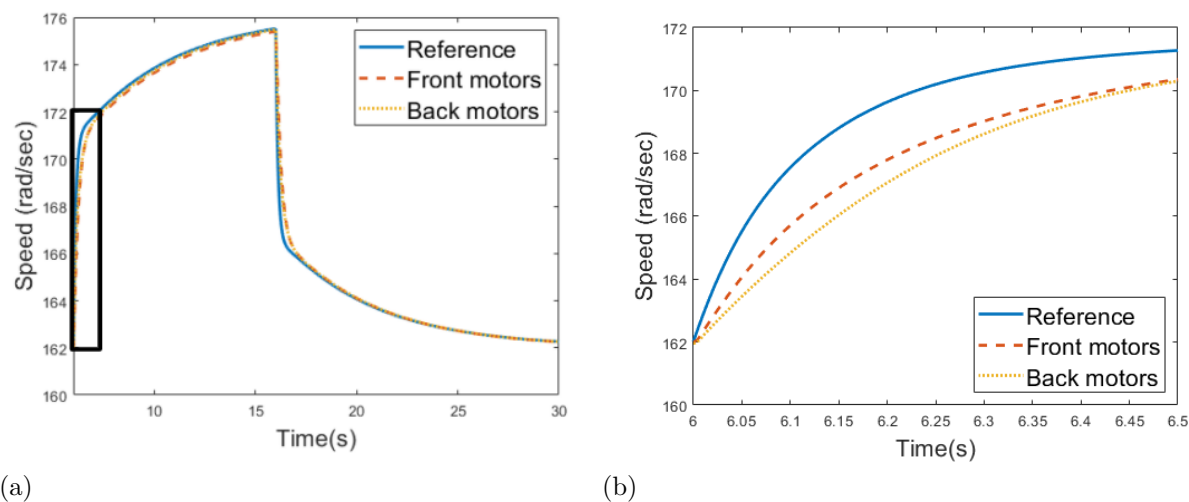 176
174
172
170
168
166
164
162
160
Speed (rad/sec)
Reference
Front motors
Back motors
10
15
20
25
30
Time(s)
(a)
172
170
168
166
164
162
160
Speed (rad/sec)
Reference
Front motors
Back motors
6
6.05
6.1
6.15
6.2
6.25
6.3
6.35
6.4
6.45
6.5
Time(s)
(b)